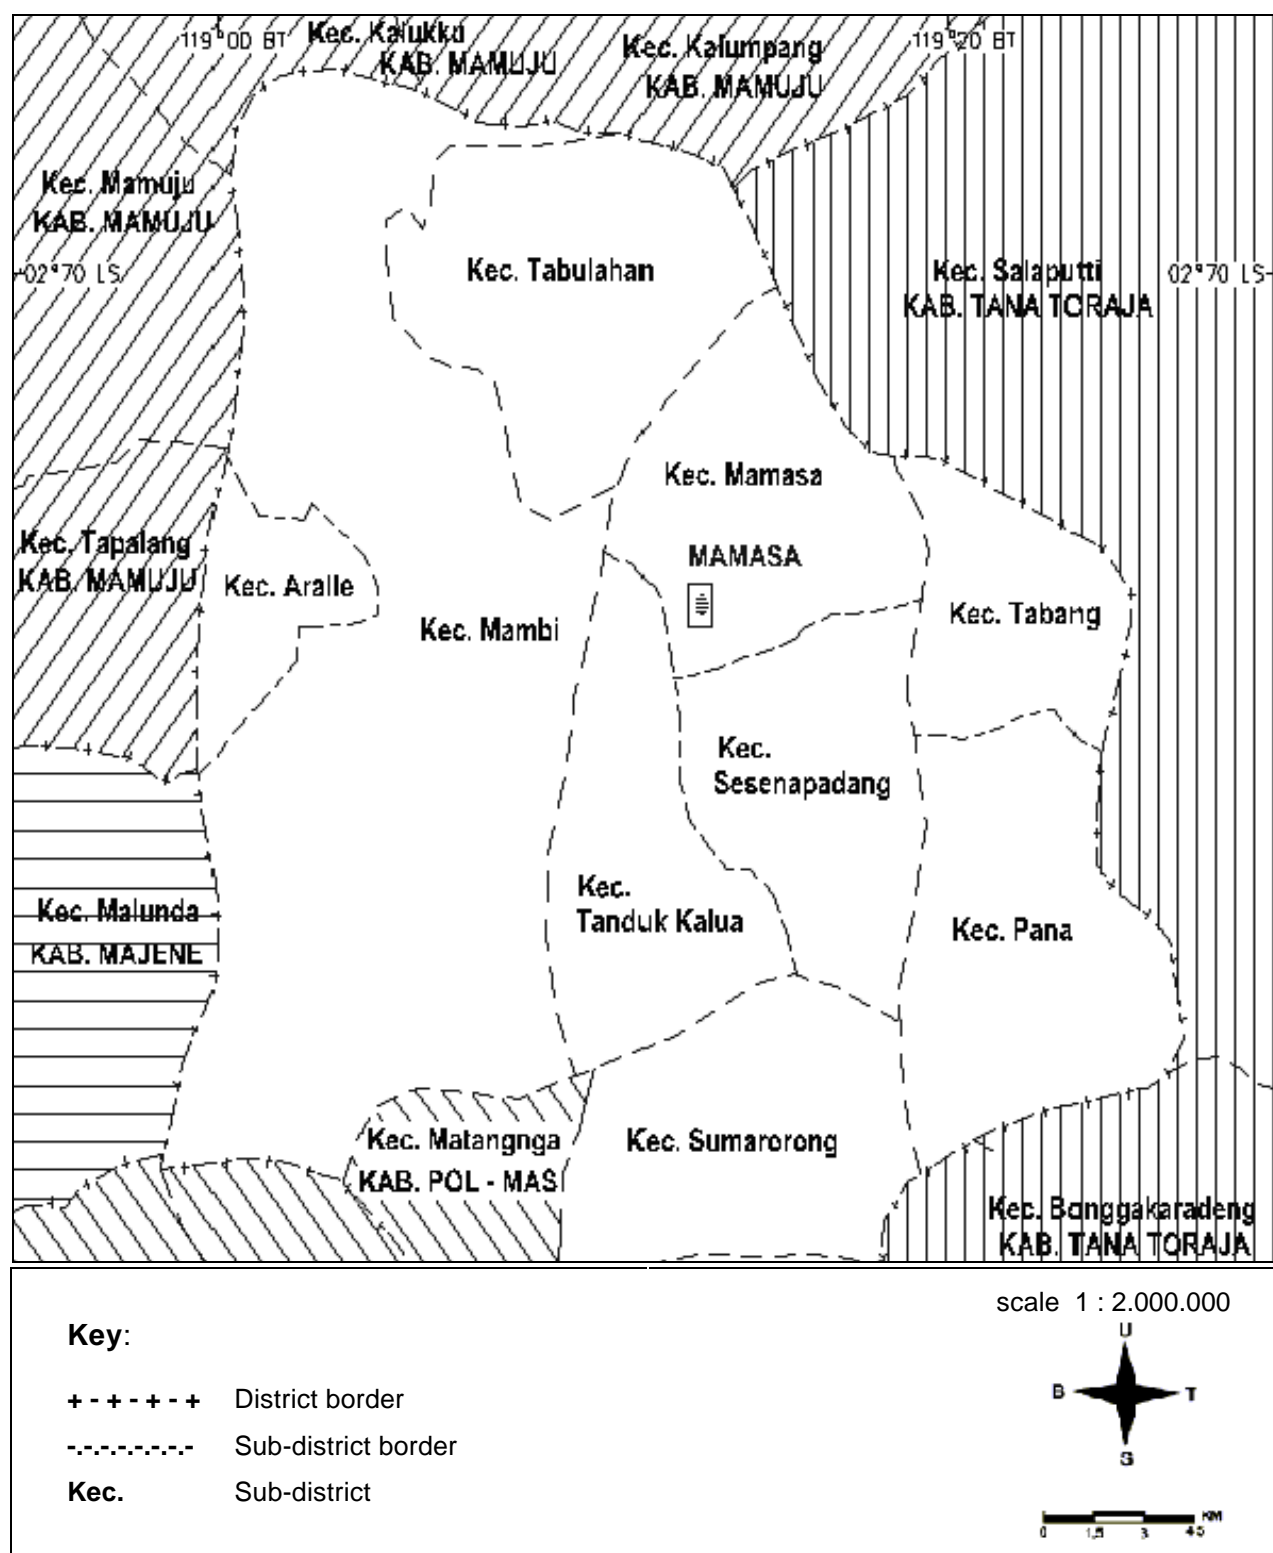 119°00 BT
Kec. Kalukku
KAB. MAMUJU
Kec. Kalumpang
KAB. MAMUJU
119°20 BT
Kec. Mamuju
KAB. MAMUJU
02°70 LS
Kec. Tabulahan
Kec. Salaputti
KAB. TANA TORAJA
02°70 LS
Kec. Mamasa
Kec. Tapalang
KAB. MAMUJU
Kec. Aralle
MAMASA
Kec. Mambi
Kec. Tabang
Kec.
Sesenapadang
Kec. Malunda
KAB. MAJENE
Kec.
Tanduk Kalua
Kec. Pana
Kec. Matangnga
KAB. POL - MAS
Kec. Sumarorong
Kec. Bonggakaradeng
KAB. TANA TORAJA
scale 1 : 2.000.000
Key:
District border
Sub-district border
Kec. Sub-district
U
B T
S
KM
0 1,5 3 45